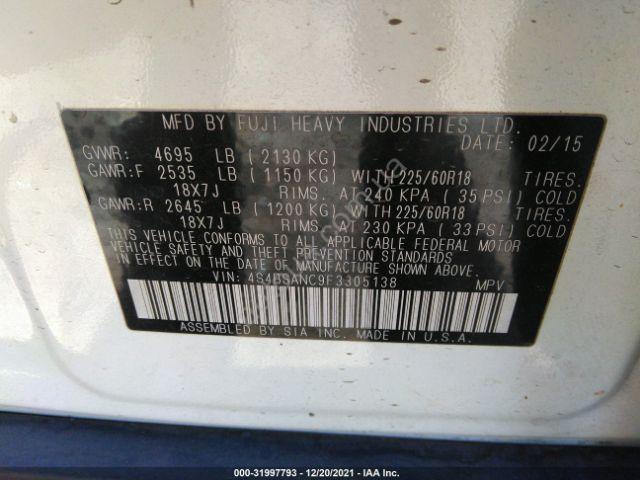 MFD BY FUJI HEAVY INDUSTRIES LTD.
DATE: 02/15
GVWR: 4695 LB ( 2130 KG)
GAWR:F 2535 LB ( 1150 KG) WITH 225/60R18 TIRES.
18X7J RIMS. AT 240 KPA ( 35 PSI) COLD
GAWR:R 2645 LB ( 1200 KG) WITH 225/60R18 TIRES.
18X7J RIMS. AT 230 KPA ( 33 PSI) COLD
THIS VEHICLE CONFORMS TO ALL APPLICABLE FEDERAL MOTOR
VEHICLE SAFETY AND THEFT PREVENTION STANDARDS IN EFFECT
ON THE DATE OF MANUFACTURE SHOWN ABOVE.
VIN: 4S4BSANC9F3305138 MPV
ASSEMBLED BY SIA INC. MADE IN U.S.A.
000-31997793 - 12/20/2021 - IAA Inc.